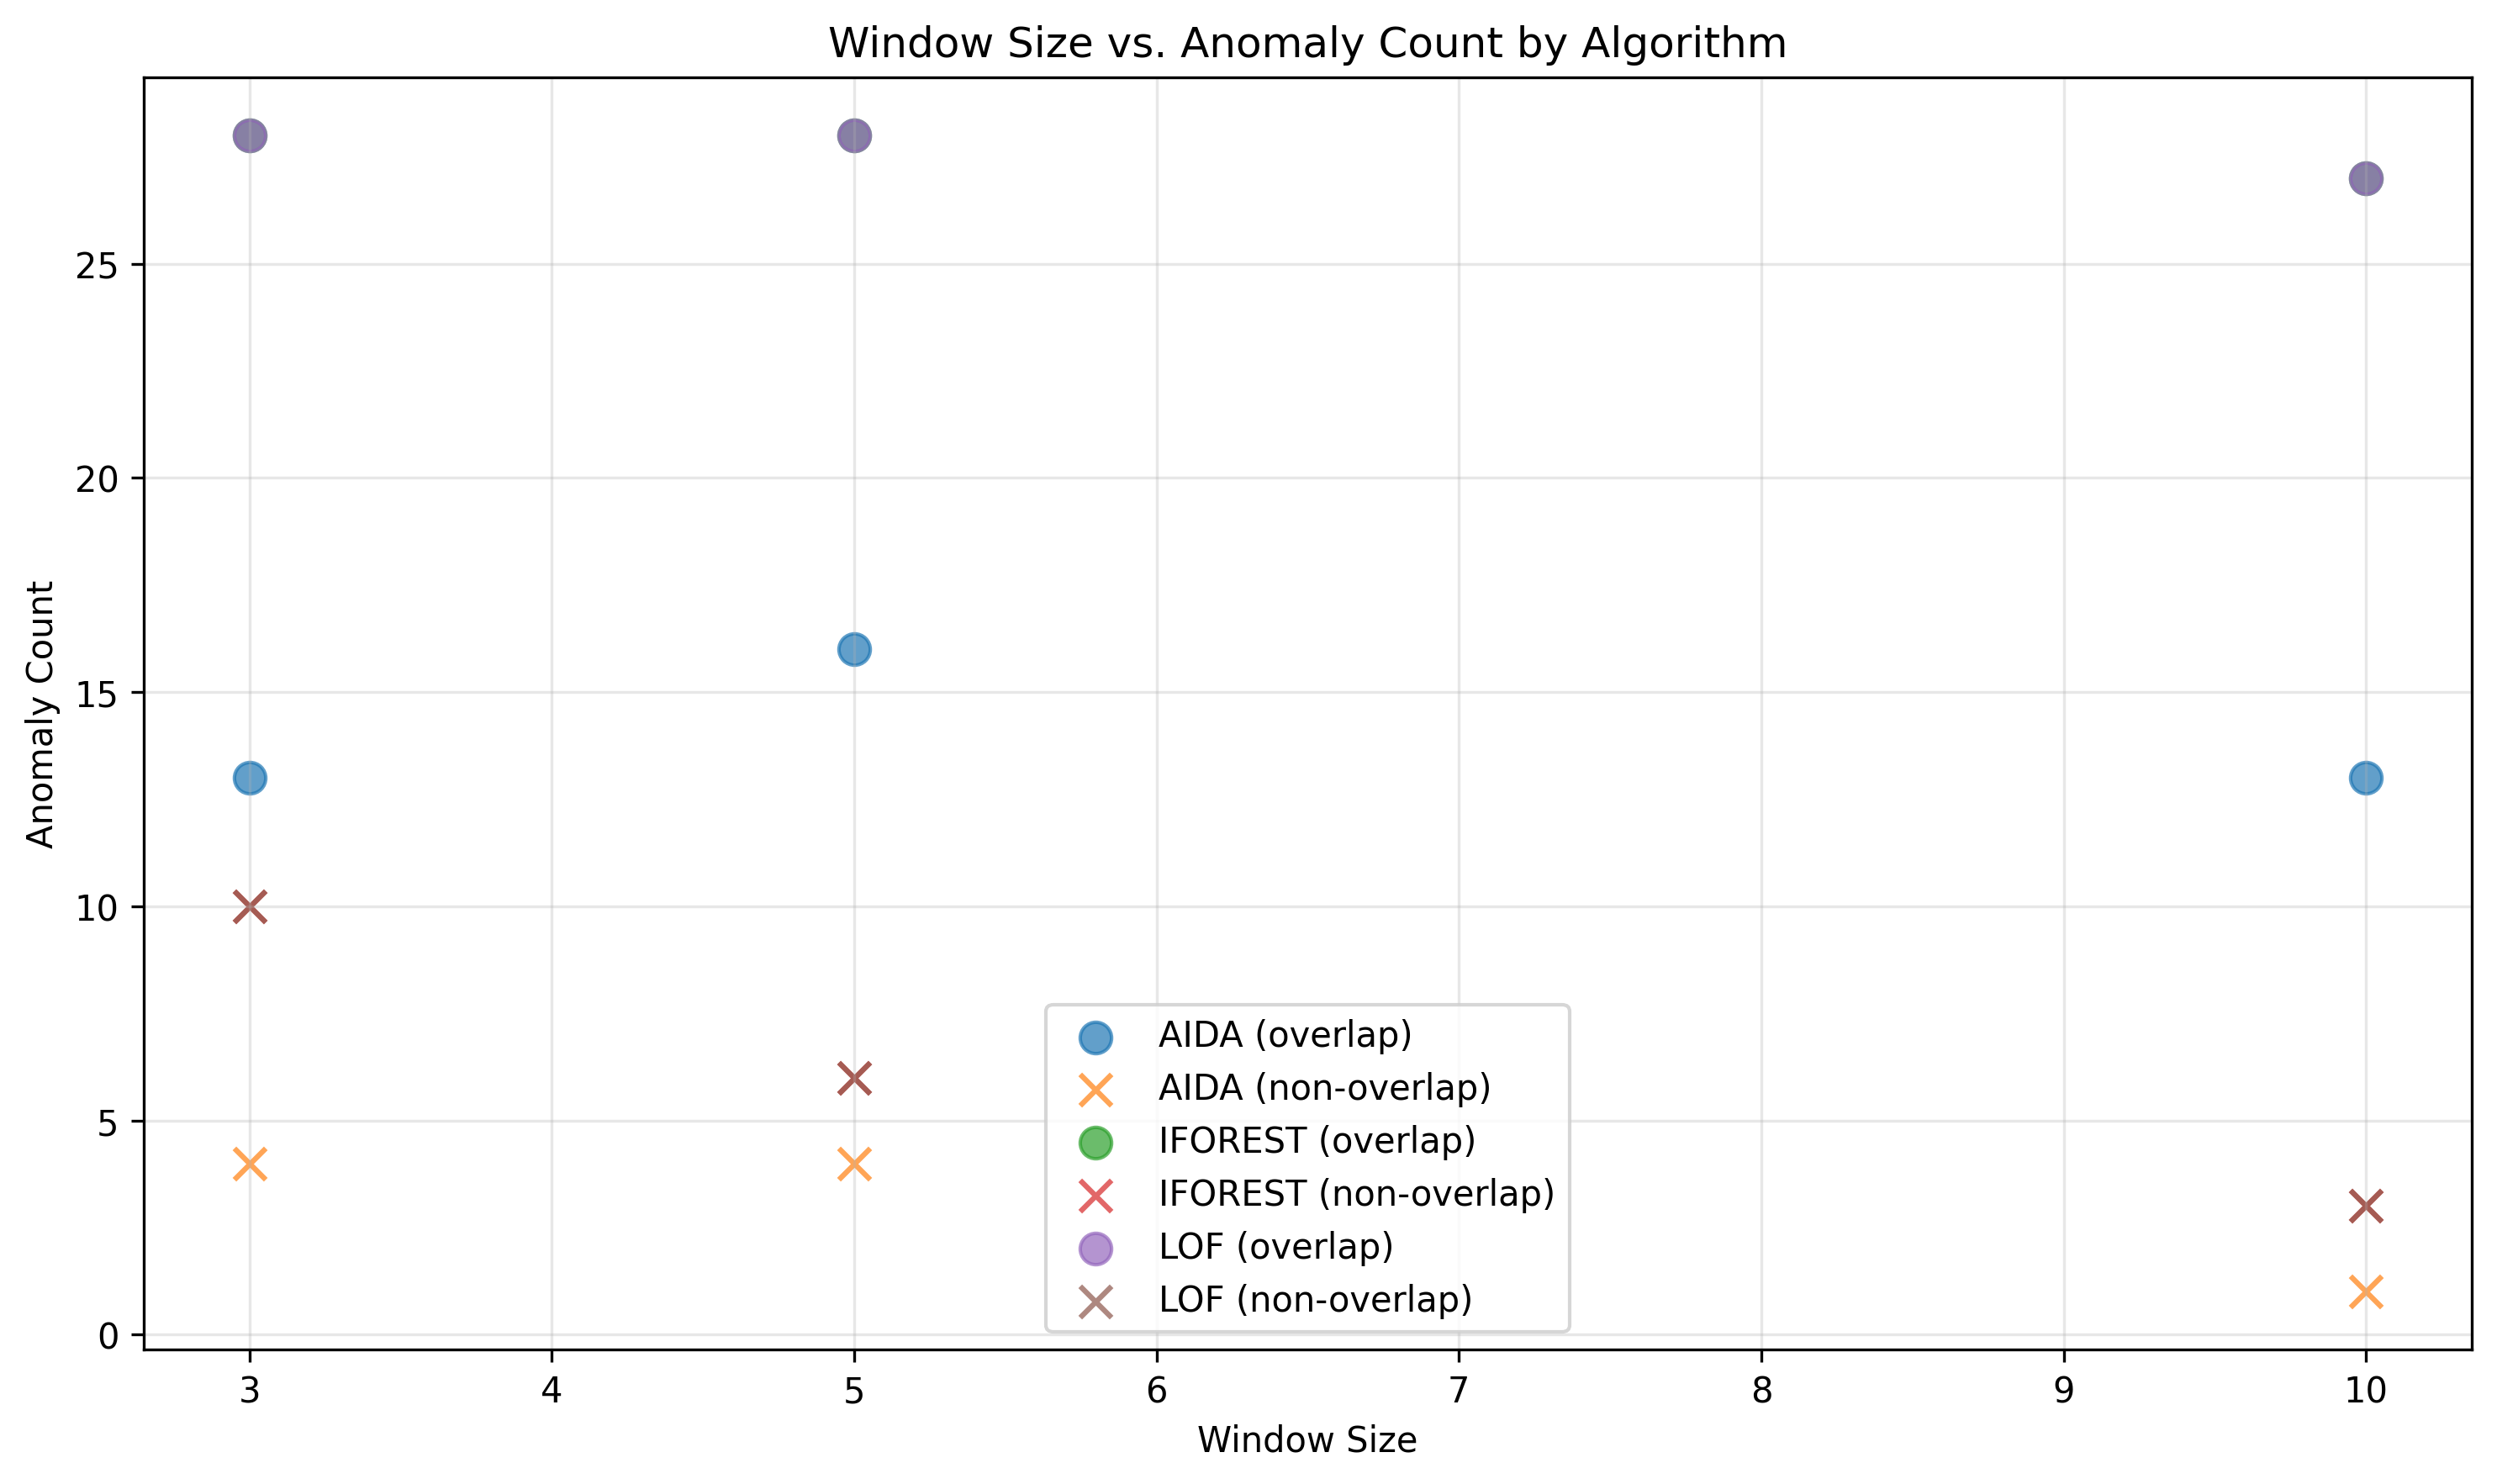 Window Size vs. Anomaly Count by Algorithm
Anomaly Count
25
20
15
10
5
0
AIDA (overlap)
AIDA (non-overlap)
IFOREST (overlap)
IFOREST (non-overlap)
LOF (overlap)
LOF (non-overlap)
3 4 5 6 7 8 9 10
Window Size